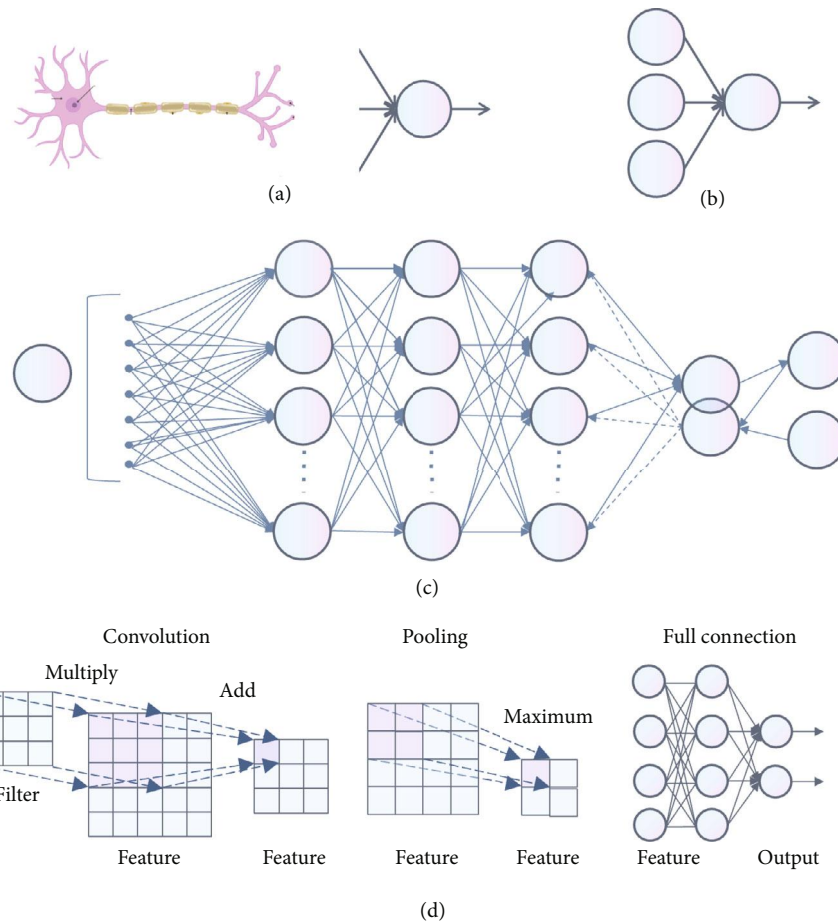 (a)
(b)
(c)
Convolution
Pooling
Full connection
Multiply
Add
Maximum
Filter
Feature
Feature
Feature
Feature
Feature
Output
(d)